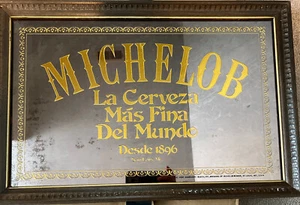 MICHELOB
La Cerveza
Más Fina
Del Mundo
Desde 1896